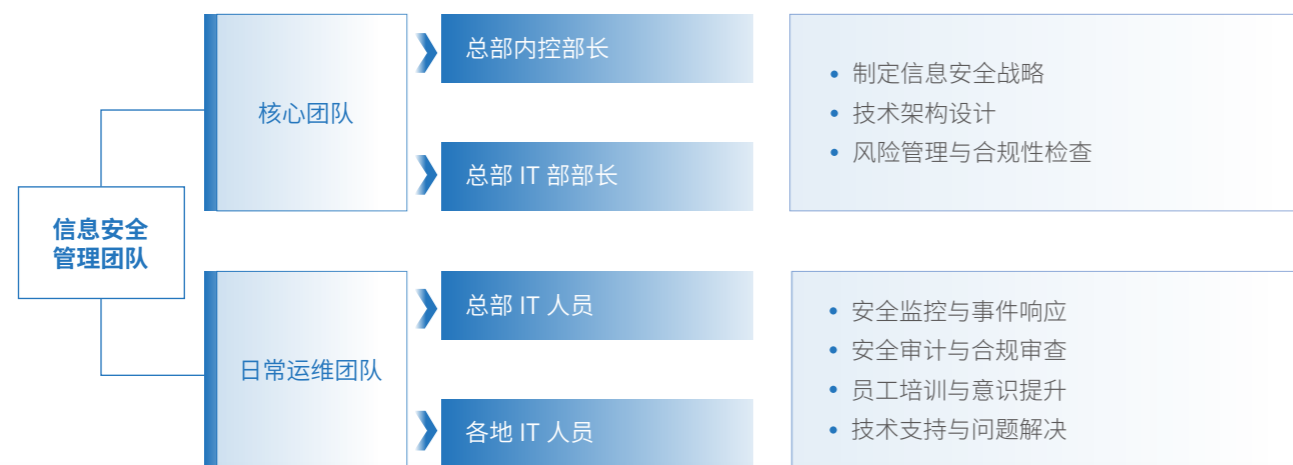 信息安全
管理团队
核心团队
总部内控部长
总部 IT 部部长
• 制定信息安全战略
• 技术架构设计
• 风险管理与合规性检查
日常运维团队
总部 IT 人员
各地 IT 人员
• 安全监控与事件响应
• 安全审计与合规审查
• 员工培训与意识提升
• 技术支持与问题解决